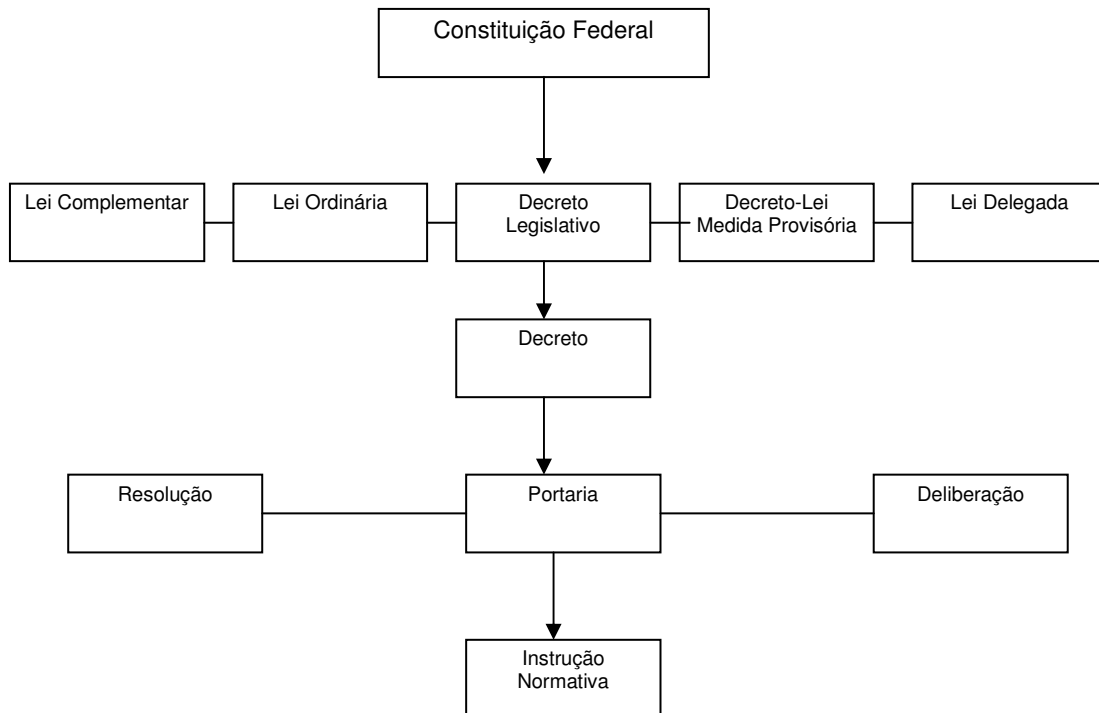 Constituição Federal
Lei Complementar
Lei Ordinária
Decreto
Legislativo
Decreto-Lei
Medida Provisória
Lei Delegada
Decreto
Resolução
Portaria
Deliberação
Instrução
Normativa